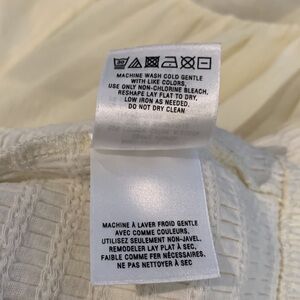 MACHINE WASH COLD GENTLE
WITH LIKE COLORS,
USE ONLY NON-CHLORINE BLEACH,
RESHAPE LAY FLAT TO DRY,
LOW IRON AS NEEDED,
DO NOT DRY CLEAN
MACHINE À LAVER FROID GENTLE
AVEC COMME COULEURS,
UTILISEZ SEULEMENT NON-JAVEL,
REMODELER LAY PLAT À SEC,
FAIBLE COMME FER NÉCESSAIRES,
NE PAS NETTOYER À SEC